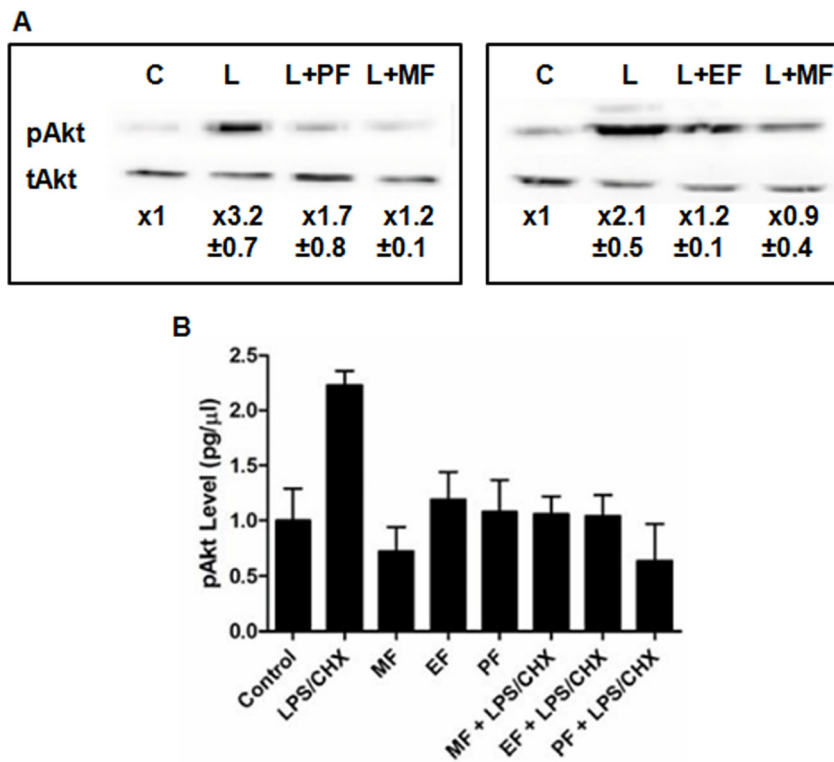 A
C L L+PF L+MF
pAkt
tAkt
x1 x3.2 x1.7 x1.2
±0.7 ±0.8 ±0.1
C L L+EF L+MF
x1 x2.1 x1.2 x0.9
±0.5 ±0.1 ±0.4
B
pAkt Level (pg/µl)
2.5
2.0
1.5
1.0
0.5
0.0
Control
LPS/CHX
MF
EF
PF
MF + LPS/CHX
EF + LPS/CHX
PF + LPS/CHX